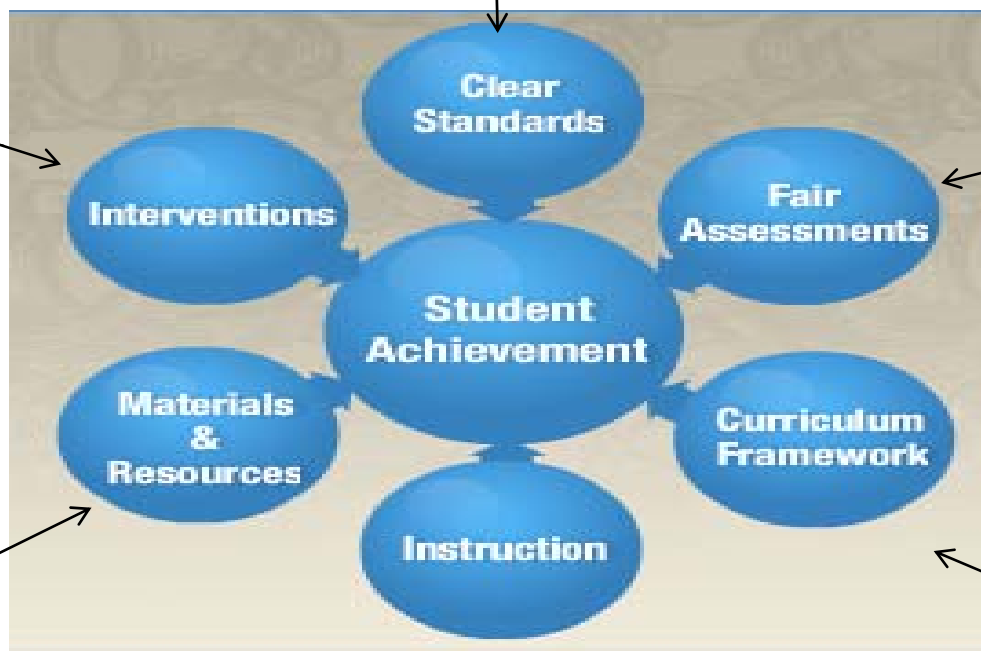 Clear
Standards
Fair
Assessments
Interventions
Student
Achievement
Materials
&
Resources
Curriculum
Framework
Instruction